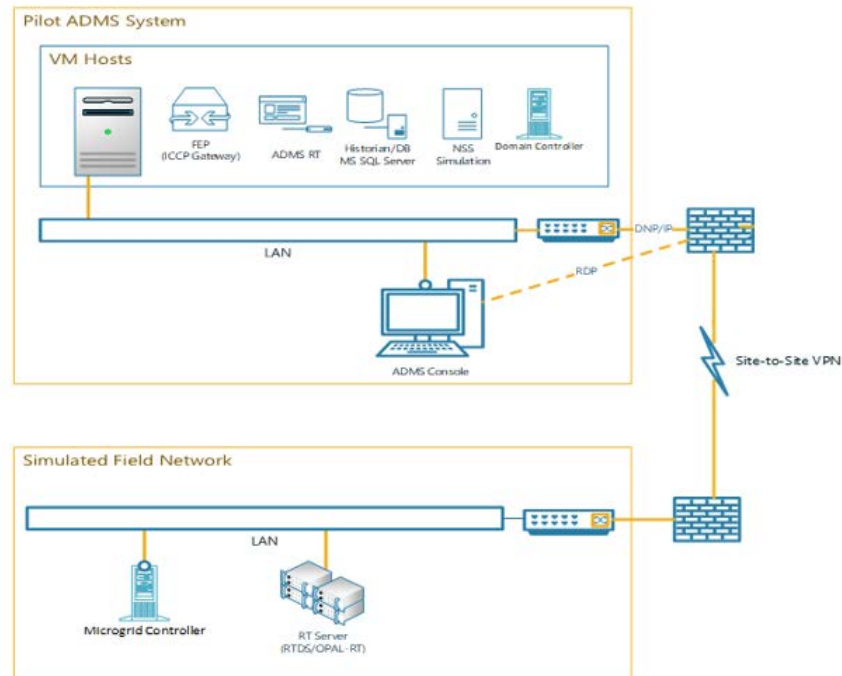 Pilot ADMS System
VM Hosts
FEP
(ICCP Gateway)
ADMS RT
Historian/DB
MS SQL Server
NSS
Simulation
Domain Controller
DNP/IP
LAN
RDP
ADMS Console
Site-to-Site VPN
Simulated Field Network
LAN
Microgrid Controller
RT Server
(RTDS/OPAL-RT)